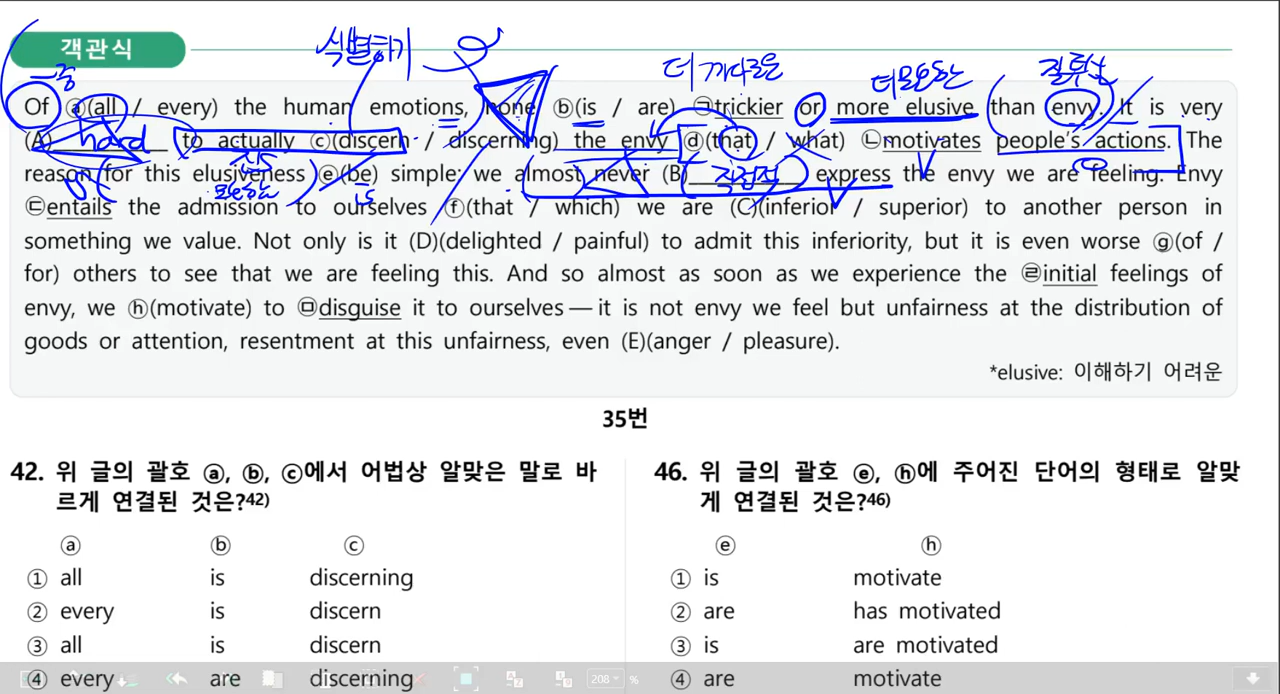 객관식
식별하기
더 까다로운 더 모호한 질투심
중
Of ⓐ(all / every) the human emotions, none ⓑ(is / are) ㉠trickier or more elusive than envy. It is very
(A) hard to actually ⓒ(discern / discerning) the envy ⓓ(that / what) ㉡motivates people's actions. The
reason for this elusiveness ⓔ(be) simple: we almost never (B) 직접적 express the envy we are feeling. Envy
is
㉢entails the admission to ourselves ⓕ(that / which) we are (C)(inferior / superior) to another person in
something we value. Not only is it (D)(delighted / painful) to admit this inferiority, but it is even worse ⓖ(of /
for) others to see that we are feeling this. And so almost as soon as we experience the ㉣initial feelings of
envy, we ⓗ(motivate) to ㉤disguise it to ourselves — it is not envy we feel but unfairness at the distribution of
goods or attention, resentment at this unfairness, even (E)(anger / pleasure).
*elusive: 이해하기 어려운
35번
42. 위 글의 괄호 ⓐ, ⓑ, ⓒ에서 어법상 알맞은 말로 바
르게 연결된 것은?42)
ⓐ ⓑ ⓒ
① all is discerning
② every is discern
③ all is discern
④ every are discerning
46. 위 글의 괄호 ⓔ, ⓗ에 주어진 단어의 형태로 알맞
게 연결된 것은?46)
ⓔ ⓗ
① is motivate
② are has motivated
③ is are motivated
④ are motivate
208 %